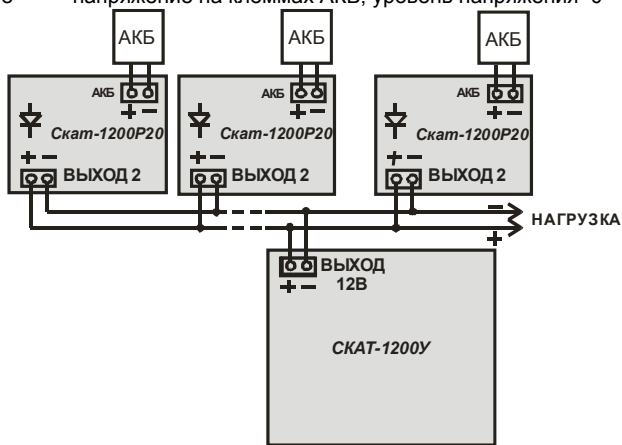 напряжение на клеммах АКБ, уровень напряжения
АКБ АКБ АКБ
АКБ АКБ АКБ
+ − + − + −
Скат-1200Р20 Скат-1200Р20 Скат-1200Р20
+ − + − + −
ВЫХОД 2 ВЫХОД 2 ВЫХОД 2
−
НАГРУЗКА
+
ВЫХОД
12В
+ −
СКАТ-1200У